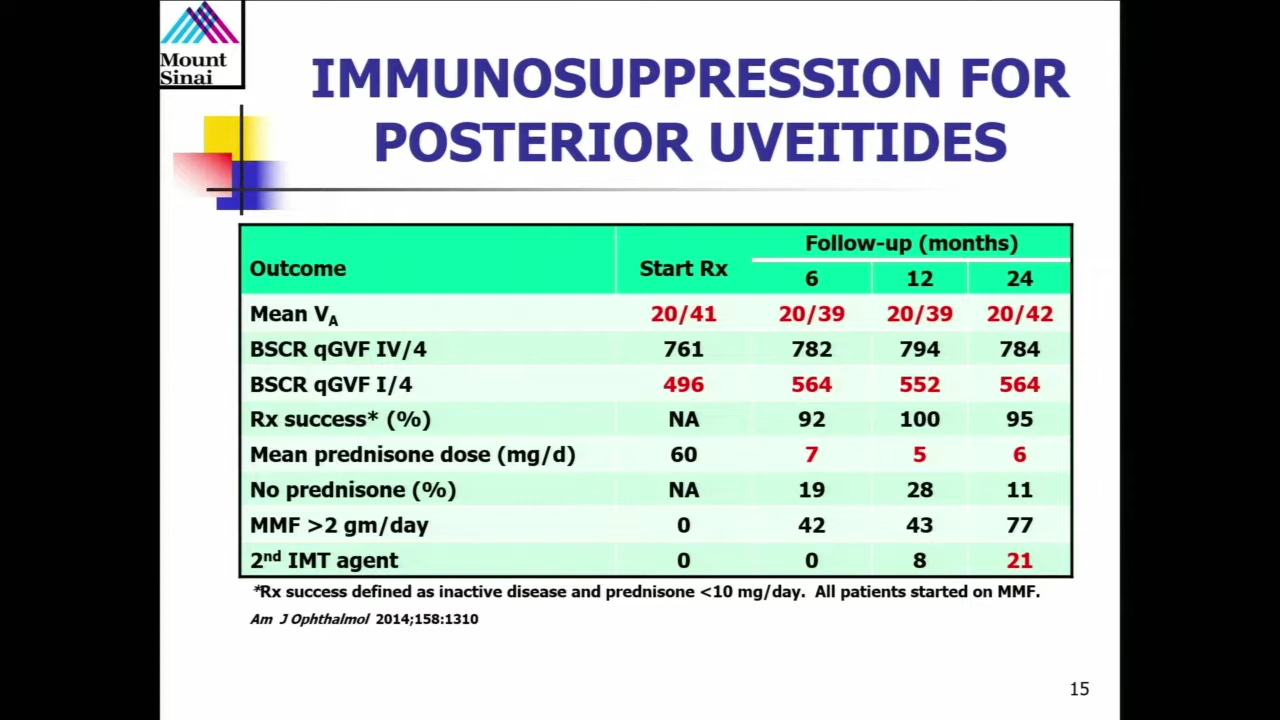 Mount
Sinai
IMMUNOSUPPRESSION FOR
POSTERIOR UVEITIDES
Outcome Start Rx Follow-up (months)
6 12 24
Mean VA 20/41 20/39 20/39 20/42
BSCR qGVF IV/4 761 782 794 784
BSCR qGVF I/4 496 564 552 564
Rx success* (%) NA 92 100 95
Mean prednisone dose (mg/d) 60 7 5 6
No prednisone (%) NA 19 28 11
MMF >2 gm/day 0 42 43 77
2nd IMT agent 0 0 8 21
*Rx success defined as inactive disease and prednisone <10 mg/day. All patients started on MMF.
Am J Ophthalmol 2014;158:1310
15